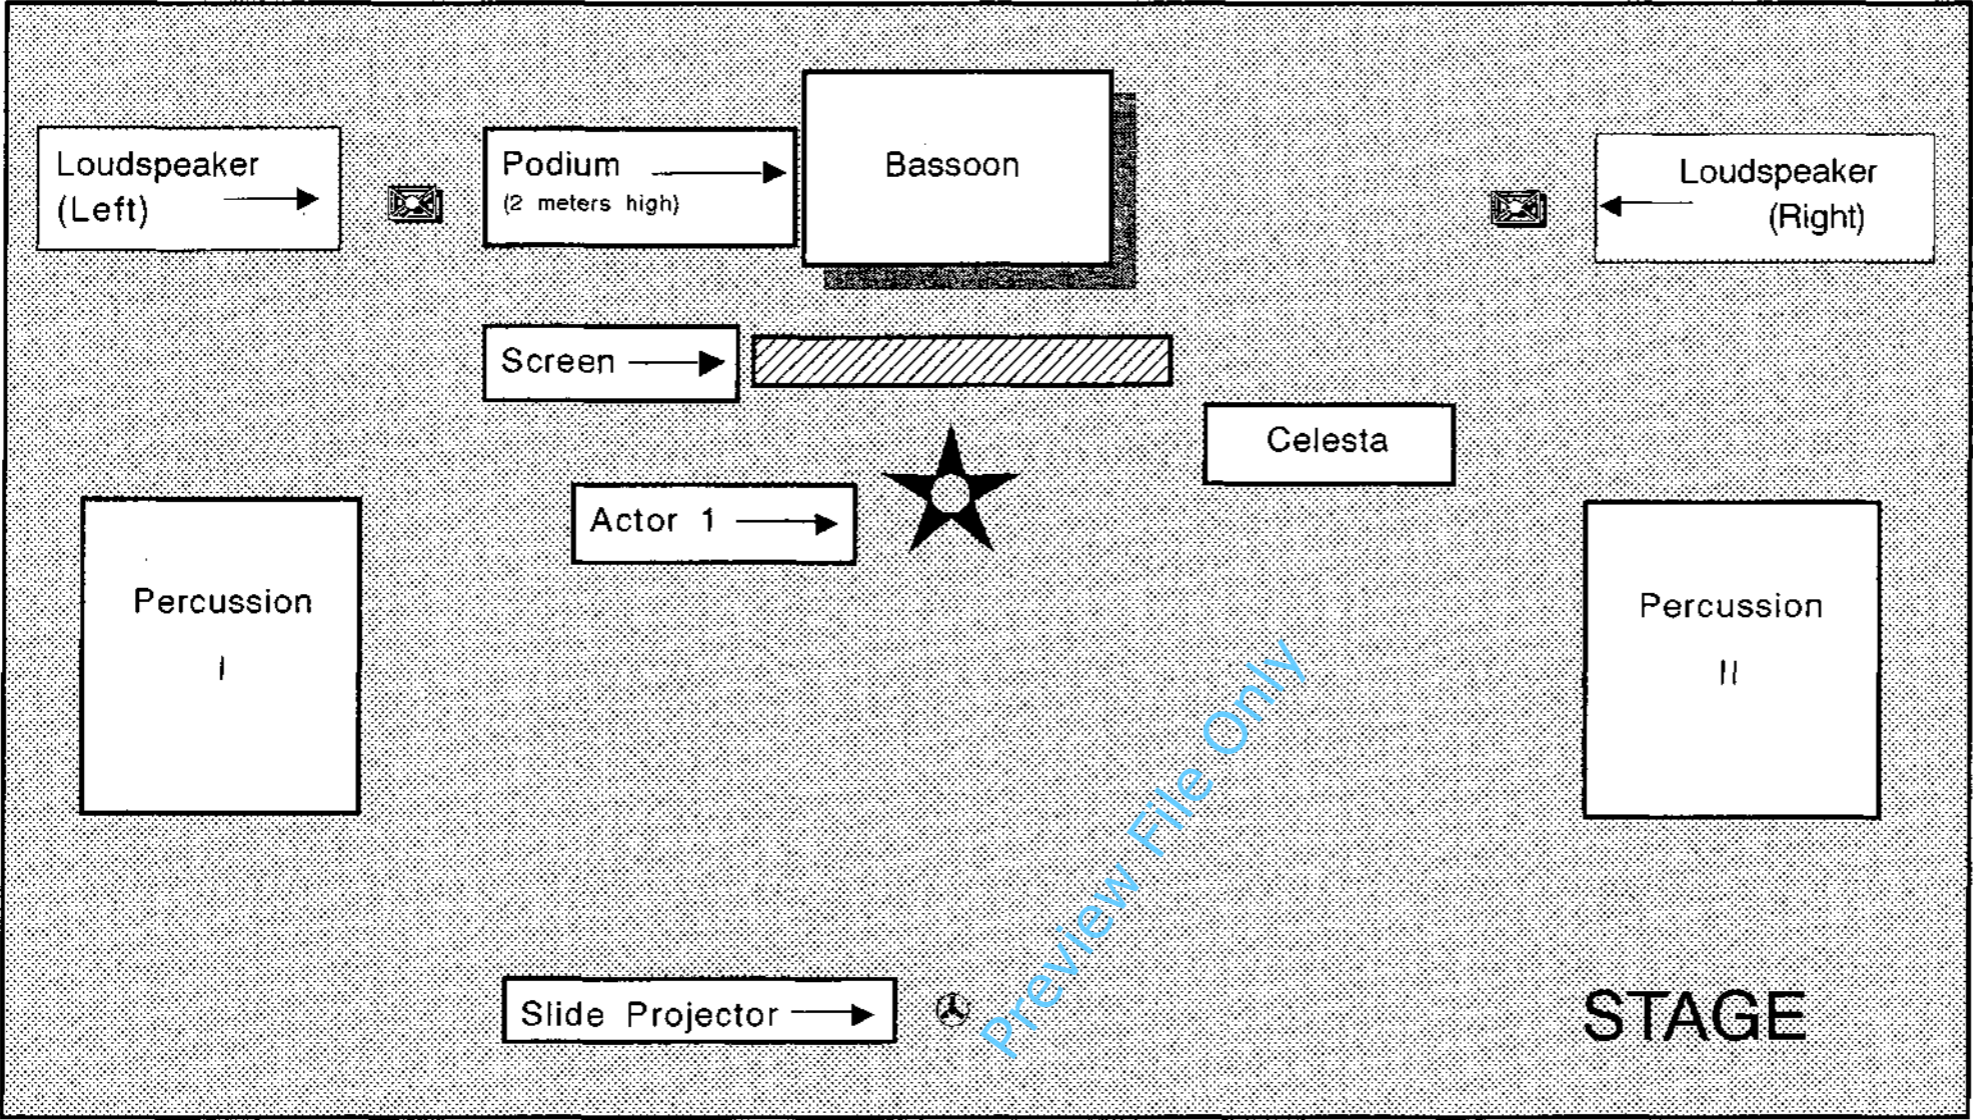 Loudspeaker
(Left)
Podium
(2 meters high)
Bassoon
Loudspeaker
(Right)
Screen
Celesta
Actor 1
Percussion
I
Percussion
II
Preview File Only
Slide Projector
STAGE